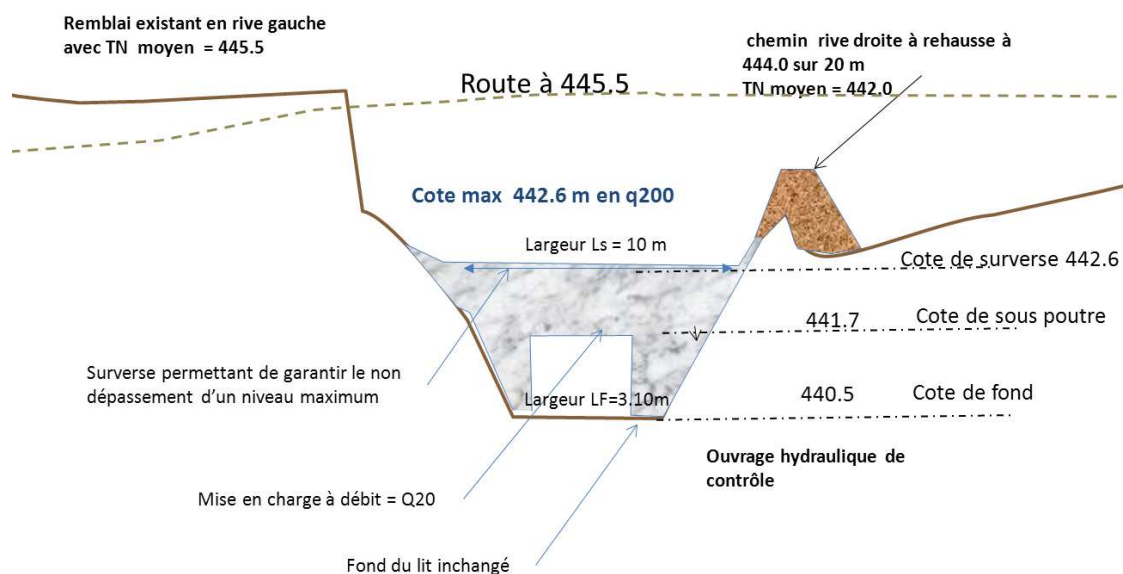 Remblai existant en rive gauche
avec TN moyen = 445.5
chemin rive droite à rehausse à
444.0 sur 20 m
TN moyen = 442.0
Route à 445.5
Cote max 442.6 m en q200
Largeur Ls = 10 m
Cote de surverse 442.6
441.7 Cote de sous poutre
Surverse permettant de garantir le non
dépassement d'un niveau maximum
Largeur LF=3.10m
440.5 Cote de fond
Ouvrage hydraulique de
contrôle
Mise en charge à débit = Q20
Fond du lit inchangé